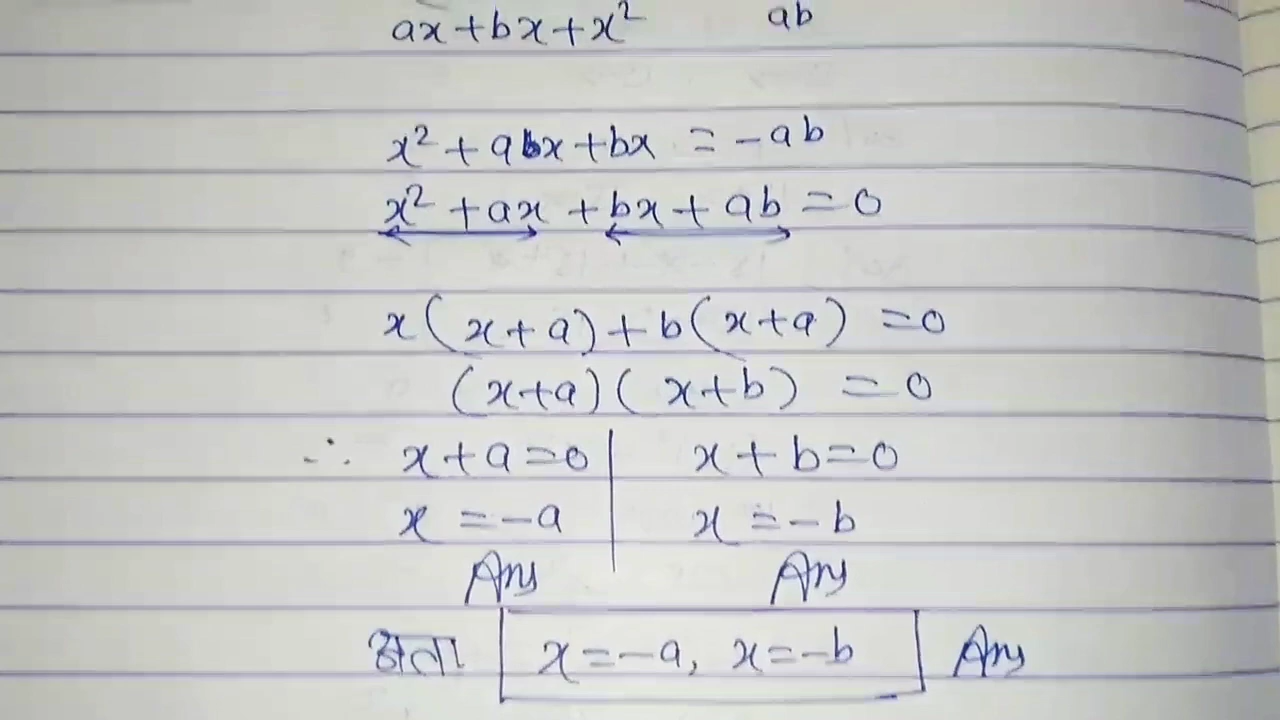 ax+bx+x² ab
x² + abx + bx = -ab
x² + ax + bx + ab = 0
x(x+a) + b(x+a) = 0
(x+a)(x+b) = 0
∴ x+a=0 | x+b=0
x = -a | x = -b
Ans Ans
अतः x=-a, x=-b Ans